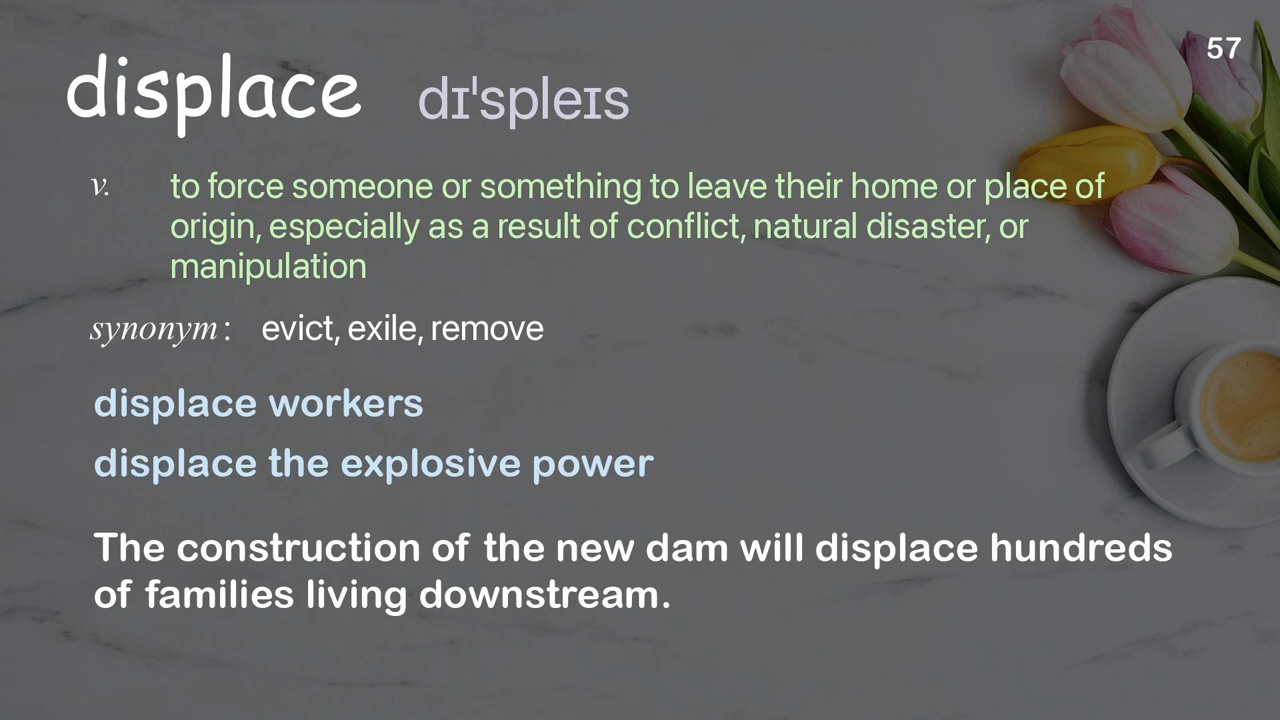 57
displace dɪˈspleɪs
v. to force someone or something to leave their home or place of
origin, especially as a result of conflict, natural disaster, or
manipulation
synonym: evict, exile, remove
displace workers
displace the explosive power
The construction of the new dam will displace hundreds
of families living downstream.